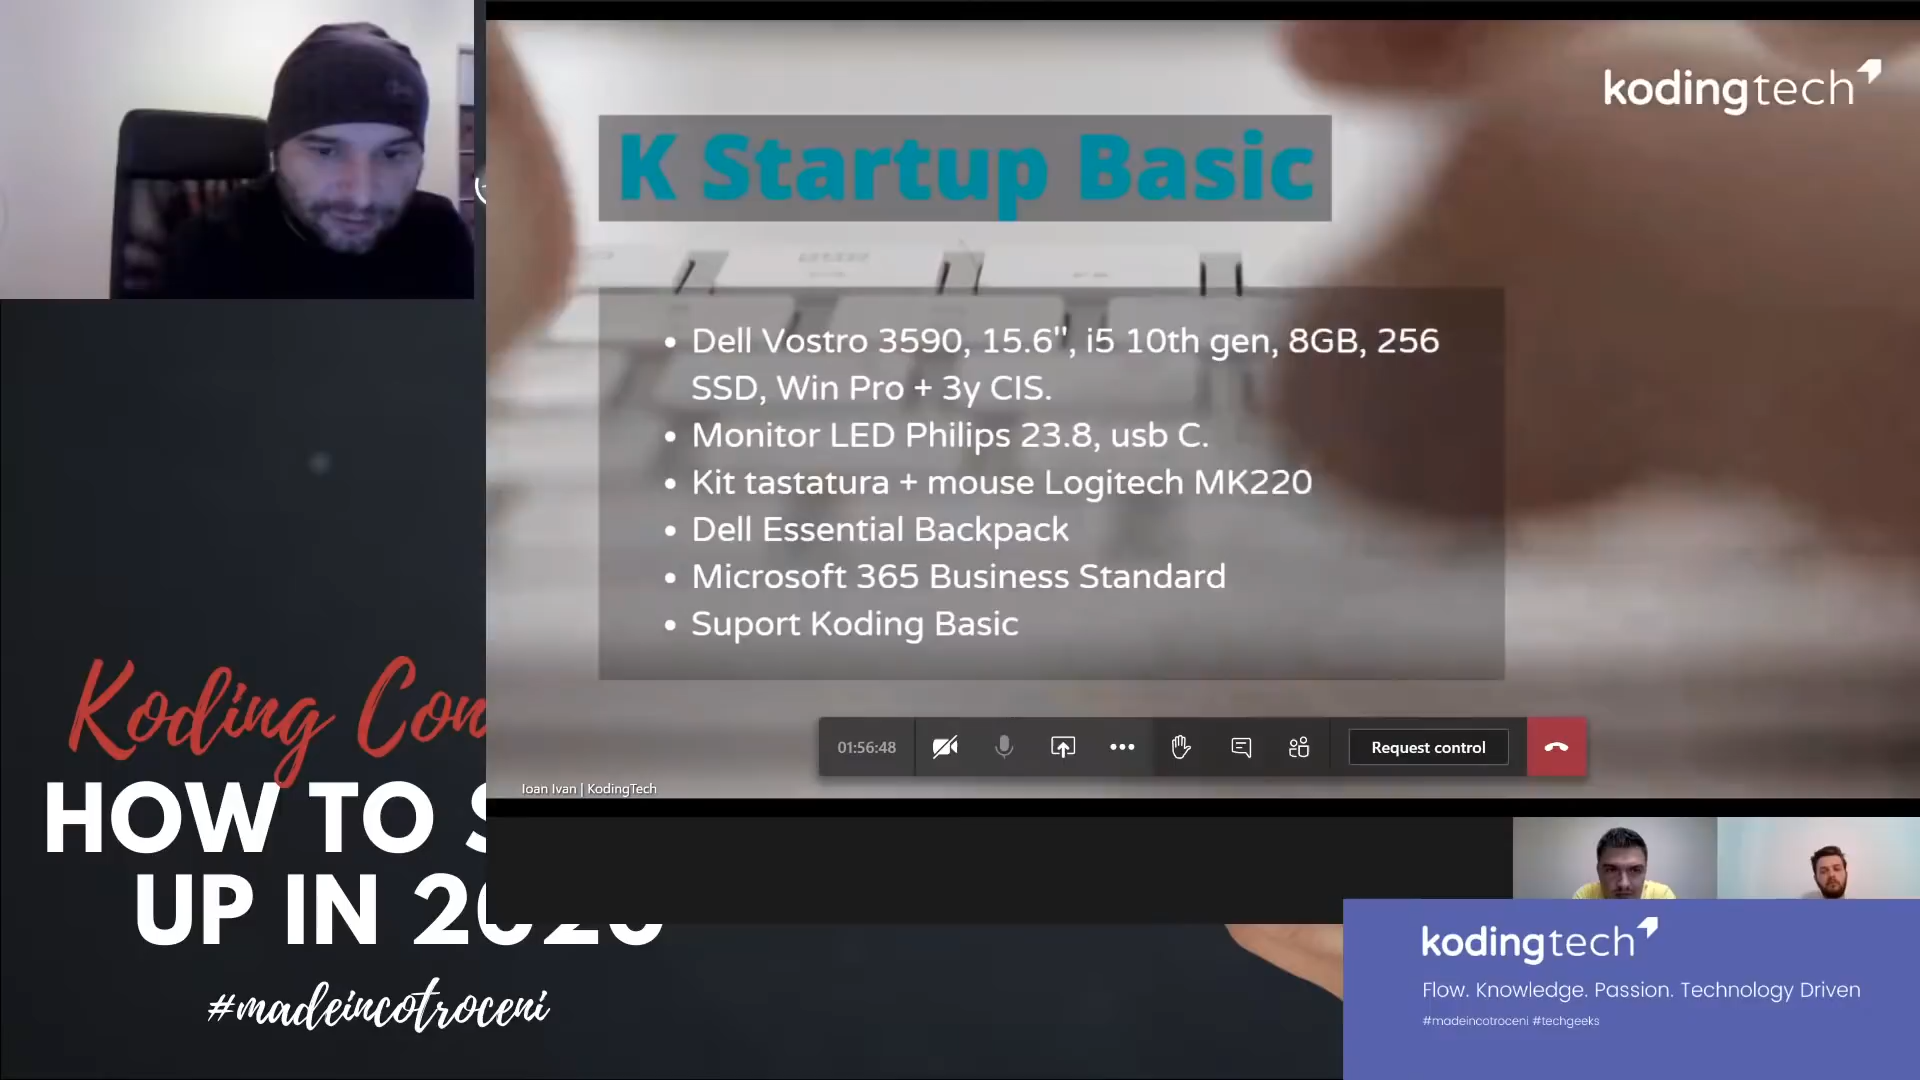 kodingtech
K Startup Basic
• Dell Vostro 3590, 15.6", i5 10th gen, 8GB, 256
SSD, Win Pro + 3y CIS.
• Monitor LED Philips 23.8, usb C.
• Kit tastatura + mouse Logitech MK220
• Dell Essential Backpack
• Microsoft 365 Business Standard
• Suport Koding Basic
01:56:48
Request control
Ioan Ivan | KodingTech
Koding Con
HOW TO S
UP IN 2020
#madeincotroceni
kodingtech
Flow. Knowledge. Passion. Technology Driven
#madeincotroceni #techgeeks